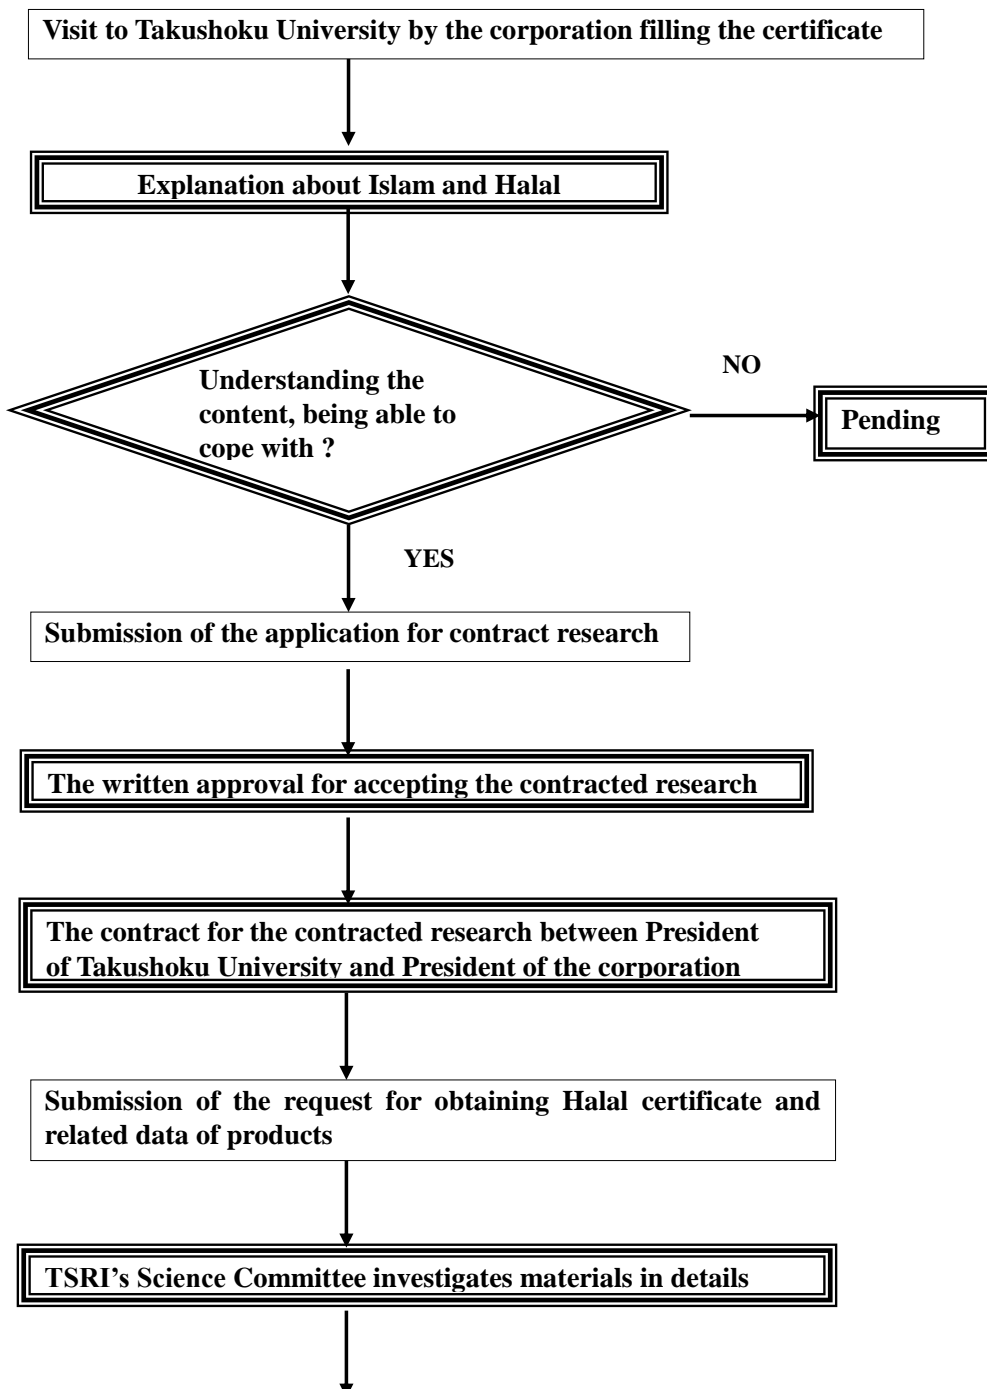 Visit to Takushoku University by the corporation filling the certificate
Explanation about Islam and Halal
Understanding the
content, being able to
cope with ?
NO
Pending
YES
Submission of the application for contract research
The written approval for accepting the contracted research
The contract for the contracted research between President
of Takushoku University and President of the corporation
Submission of the request for obtaining Halal certificate and
related data of products
TSRI’s Science Committee investigates materials in details